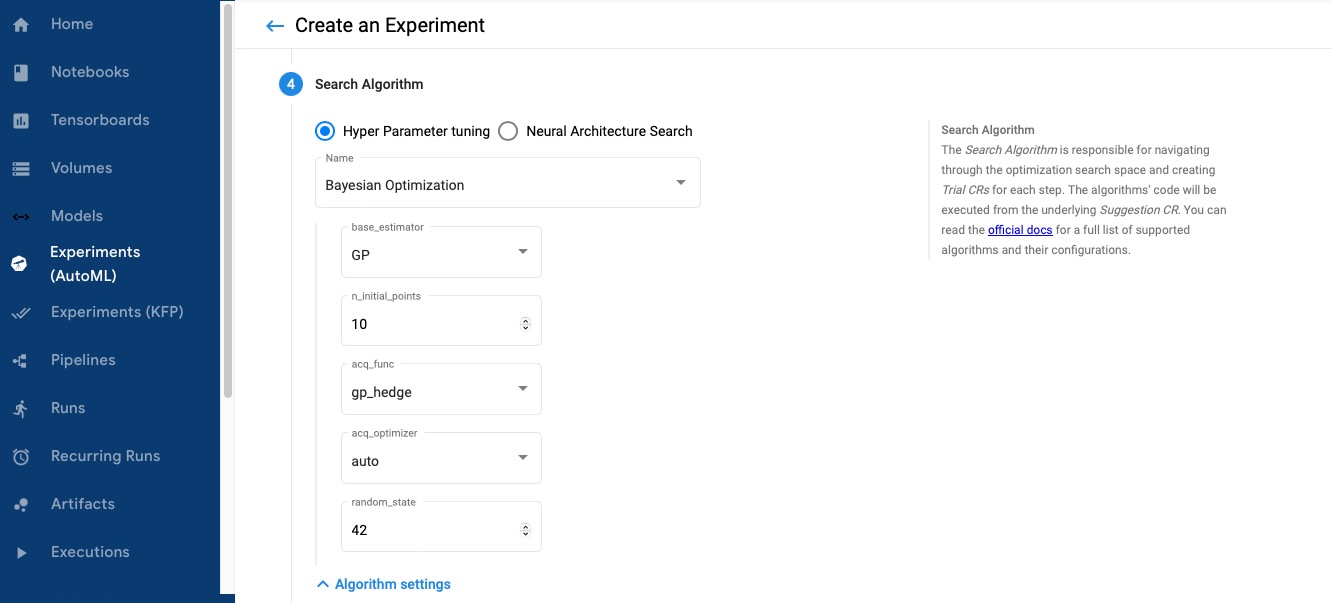 Home
Notebooks
Tensorboards
Volumes
Models
Experiments
(AutoML)
Experiments (KFP)
Pipelines
Runs
Recurring Runs
Artifacts
Executions
Create an Experiment
4 Search Algorithm
Hyper Parameter tuning Neural Architecture Search
Name
Bayesian Optimization
base_estimator
GP
n_initial_points
10
acq_func
gp_hedge
acq_optimizer
auto
random_state
42
Algorithm settings
Search Algorithm
The Search Algorithm is responsible for navigating
through the optimization search space and creating
Trial CRs for each step. The algorithms' code will be
executed from the underlying Suggestion CR. You can
read the official docs for a full list of supported
algorithms and their configurations.